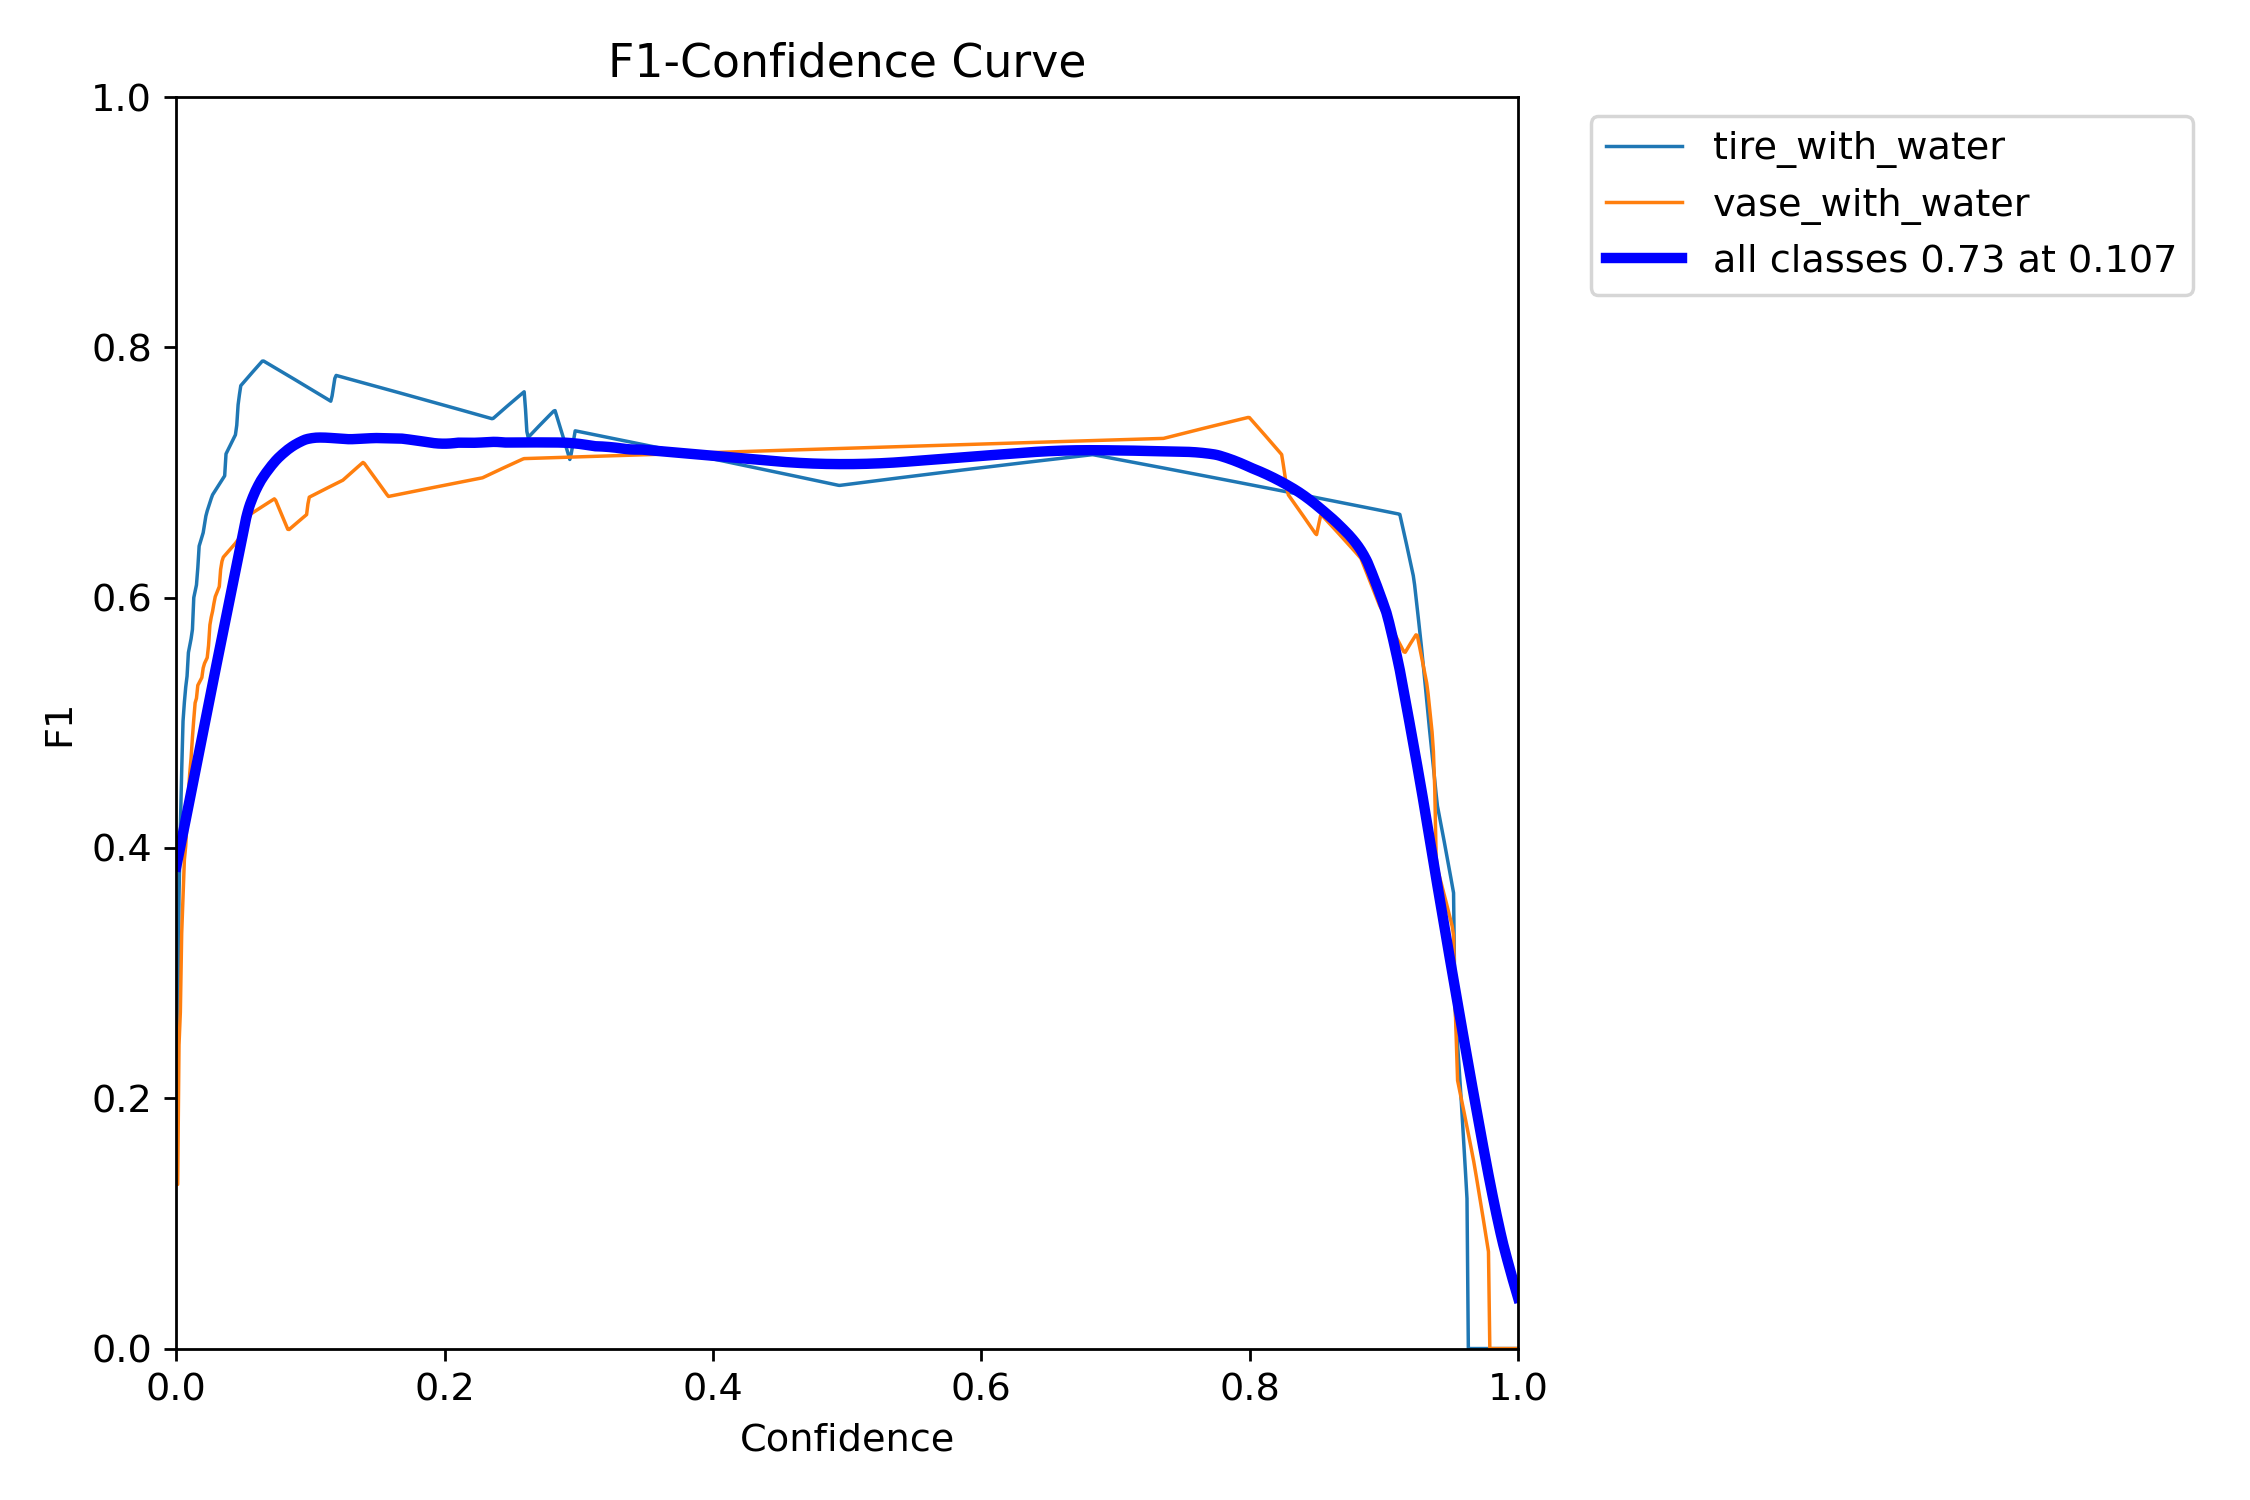 F1-Confidence Curve
1.0
0.8
0.6
0.4
0.2
0.0
F1
0.0 0.2 0.4 0.6 0.8 1.0
Confidence
tire_with_water
vase_with_water
all classes 0.73 at 0.107